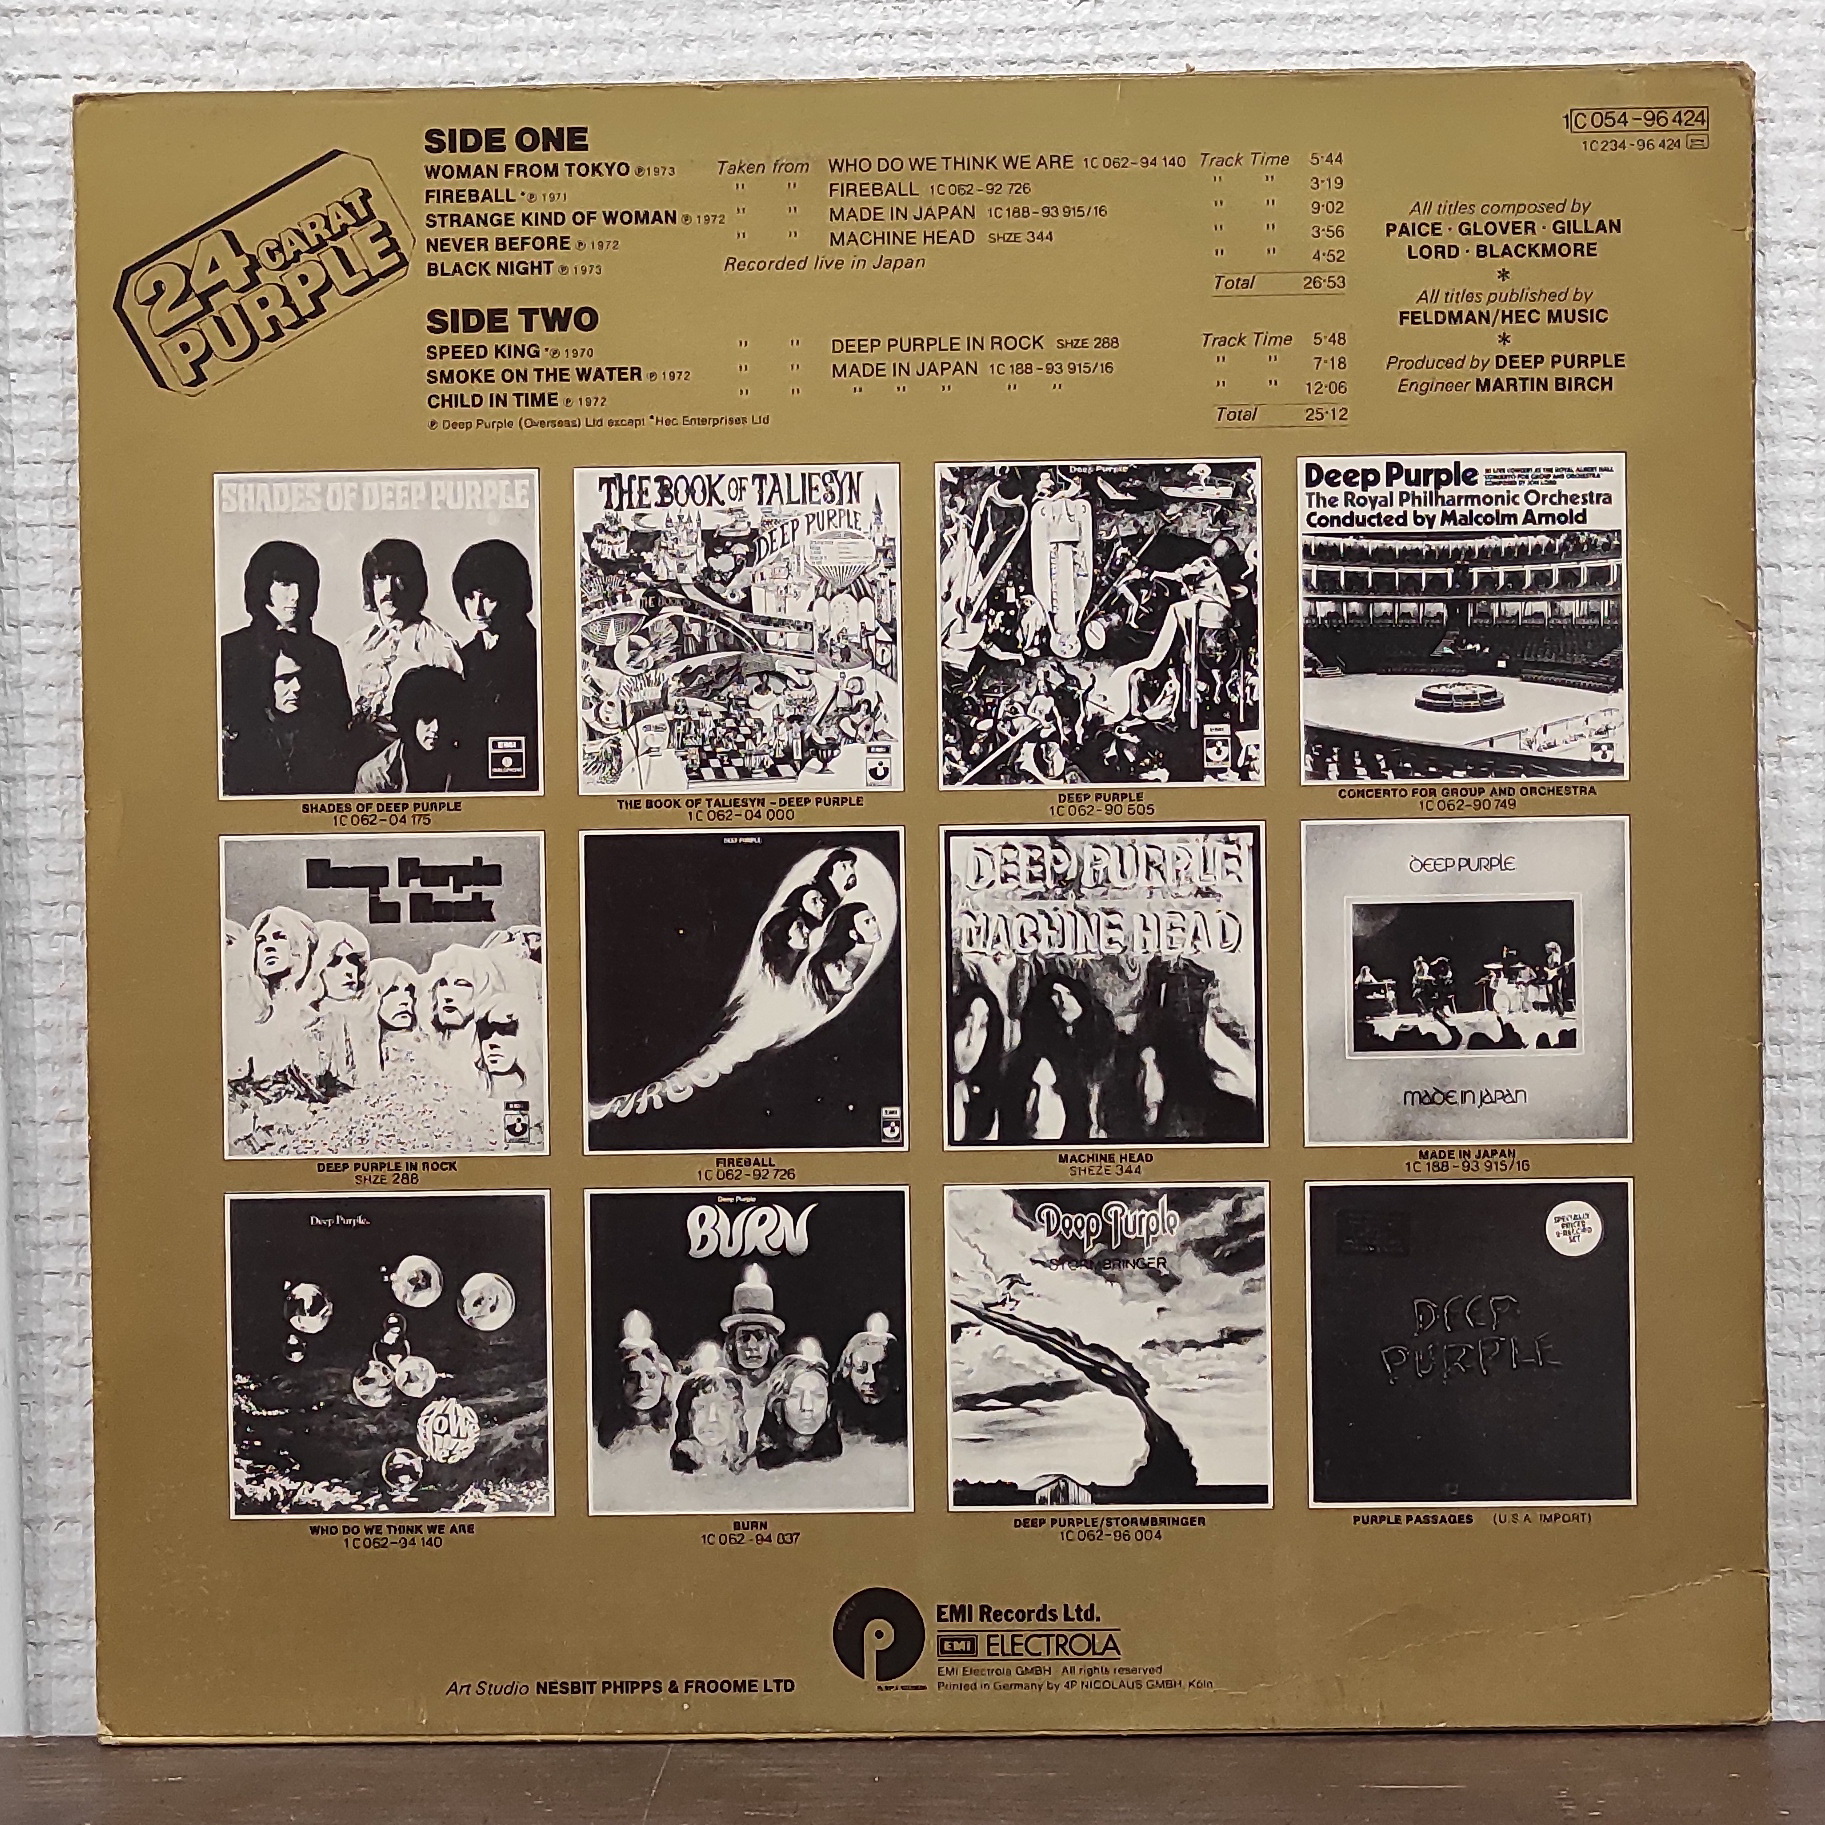 24 CARAT
PURPLE
SIDE ONE
WOMAN FROM TOKYO ℗1973 Taken from WHO DO WE THINK WE ARE 1C 062-94 140 Track Time 5·44
FIREBALL *℗ 1971 " " FIREBALL 1C 062-92 726 " " 3·19
STRANGE KIND OF WOMAN ℗ 1972 " " MADE IN JAPAN 1C 188-93 915/16 " " 9·02
NEVER BEFORE ℗ 1972 " " MACHINE HEAD SHZE 344 " " 3·56
BLACK NIGHT ℗ 1973 Recorded live in Japan " " 4·52
Total 26·53
SIDE TWO
SPEED KING *℗ 1970 " " DEEP PURPLE IN ROCK SHZE 288 Track Time 5·48
SMOKE ON THE WATER ℗ 1972 " " MADE IN JAPAN 1C 188-93 915/16 " " 7·18
CHILD IN TIME ℗ 1972 " " " " " " " " " 12·06
℗ Deep Purple (Overseas) Ltd except *Hec Enterprises Ltd Total 25·12
1C 054-96 424
1C 234-96 424
All titles composed by
PAICE · GLOVER · GILLAN
LORD · BLACKMORE
*
All titles published by
FELDMAN/HEC MUSIC
*
Produced by DEEP PURPLE
Engineer MARTIN BIRCH
SHADES OF DEEP PURPLE
SHADES OF DEEP PURPLE
1C 062-04 175
THE BOOK OF TALIESYN
DEEP PURPLE
THE BOOK OF TALIESYN - DEEP PURPLE
1C 062-04 000
Deep Purple
DEEP PURPLE
1C 062-90 505
Deep Purple
The Royal Philharmonic Orchestra
Conducted by Malcolm Arnold
CONCERTO FOR GROUP AND ORCHESTRA
1C 062-90 749
Deep Purple
in Rock
DEEP PURPLE IN ROCK
SHZE 288
DEEP PURPLE
FIREBALL
1C 062-92 726
DEEP PURPLE
MACHINE HEAD
MACHINE HEAD
SHEZE 344
DEEP PURPLE
MADE IN JAPAN
MADE IN JAPAN
1C 188-93 915/16
Deep Purple
WHO DO WE THINK WE ARE
1C 062-94 140
Deep Purple
BURN
BURN
1C 062-94 837
Deep Purple
STORMBRINGER
DEEP PURPLE/STORMBRINGER
1C 062-96 004
SPECIALLY
PRICED
2-RECORD
SET
DEEP
PURPLE
PURPLE PASSAGES (U.S.A. IMPORT)
Art Studio NESBIT PHIPPS & FROOME LTD
EMI Records Ltd.
EMI ELECTROLA
EMI Electrola GMBH All rights reserved
Printed in Germany by 4P NICOLAUS GMBH, Köln